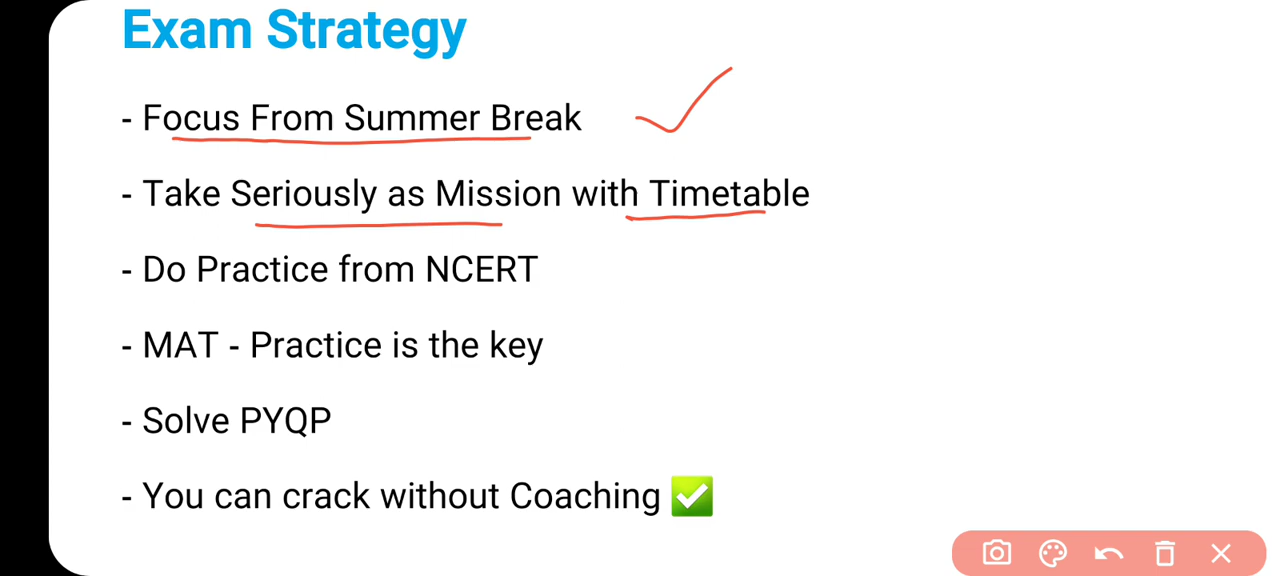 Exam Strategy
- Focus From Summer Break
- Take Seriously as Mission with Timetable
- Do Practice from NCERT
- MAT - Practice is the key
- Solve PYQP
- You can crack without Coaching ✅